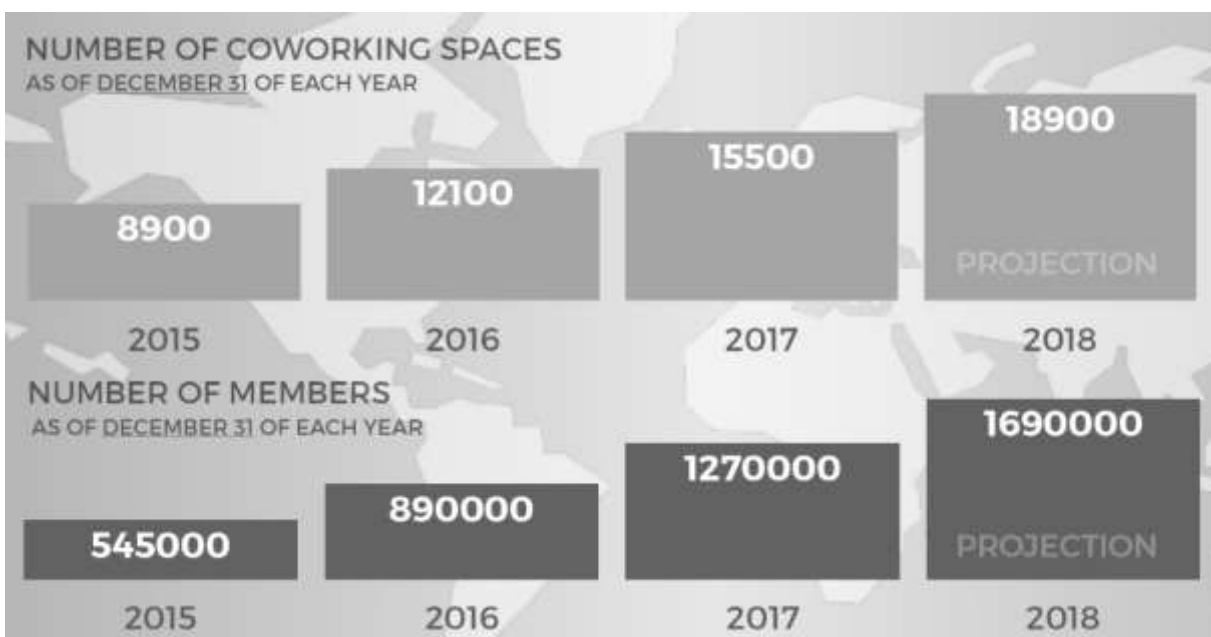 NUMBER OF COWORKING SPACES
AS OF DECEMBER 31 OF EACH YEAR
8900
12100
15500
18900
PROJECTION
2015
2016
2017
2018
NUMBER OF MEMBERS
AS OF DECEMBER 31 OF EACH YEAR
545000
890000
1270000
1690000
PROJECTION
2015
2016
2017
2018